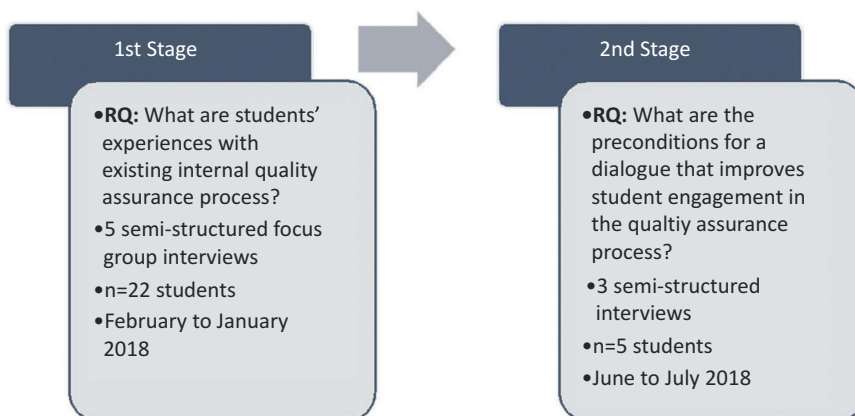 1st Stage
•RQ: What are students’
experiences with
existing internal quality
assurance process?
•5 semi-structured focus
group interviews
•n=22 students
•February to January
2018
2nd Stage
•RQ: What are the
preconditions for a
dialogue that improves
student engagement in
the qualtiy assurance
process?
•3 semi-structured
interviews
•n=5 students
•June to July 2018